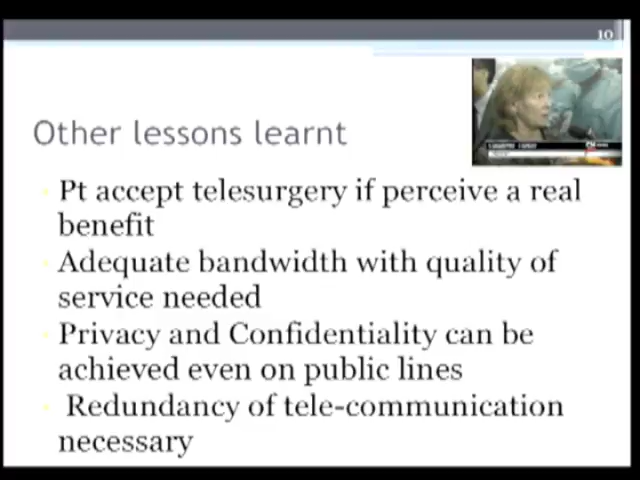 10
Other lessons learnt
Pt accept telesurgery if perceive a real
benefit
Adequate bandwidth with quality of
service needed
Privacy and Confidentiality can be
achieved even on public lines
Redundancy of tele-communication
necessary